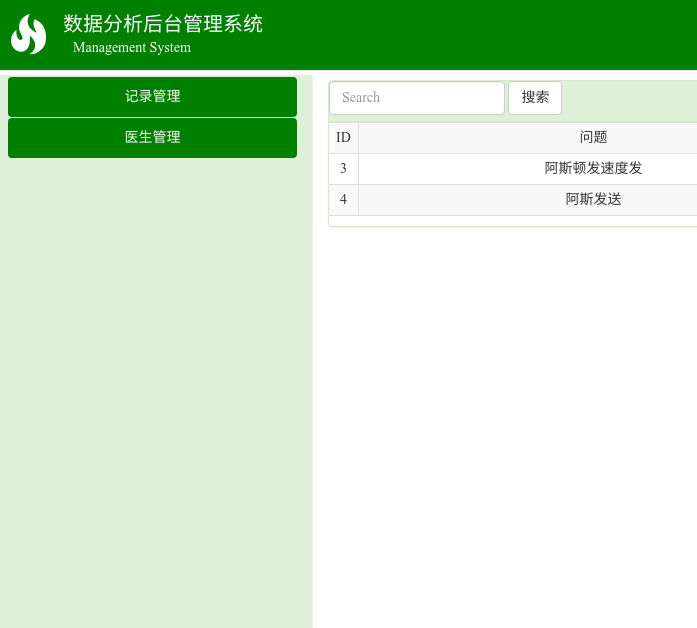 数据分析后台管理系统
Management System
记录管理
医生管理
Search 搜索
ID 问题
3 阿斯顿发速度发
4 阿斯发送